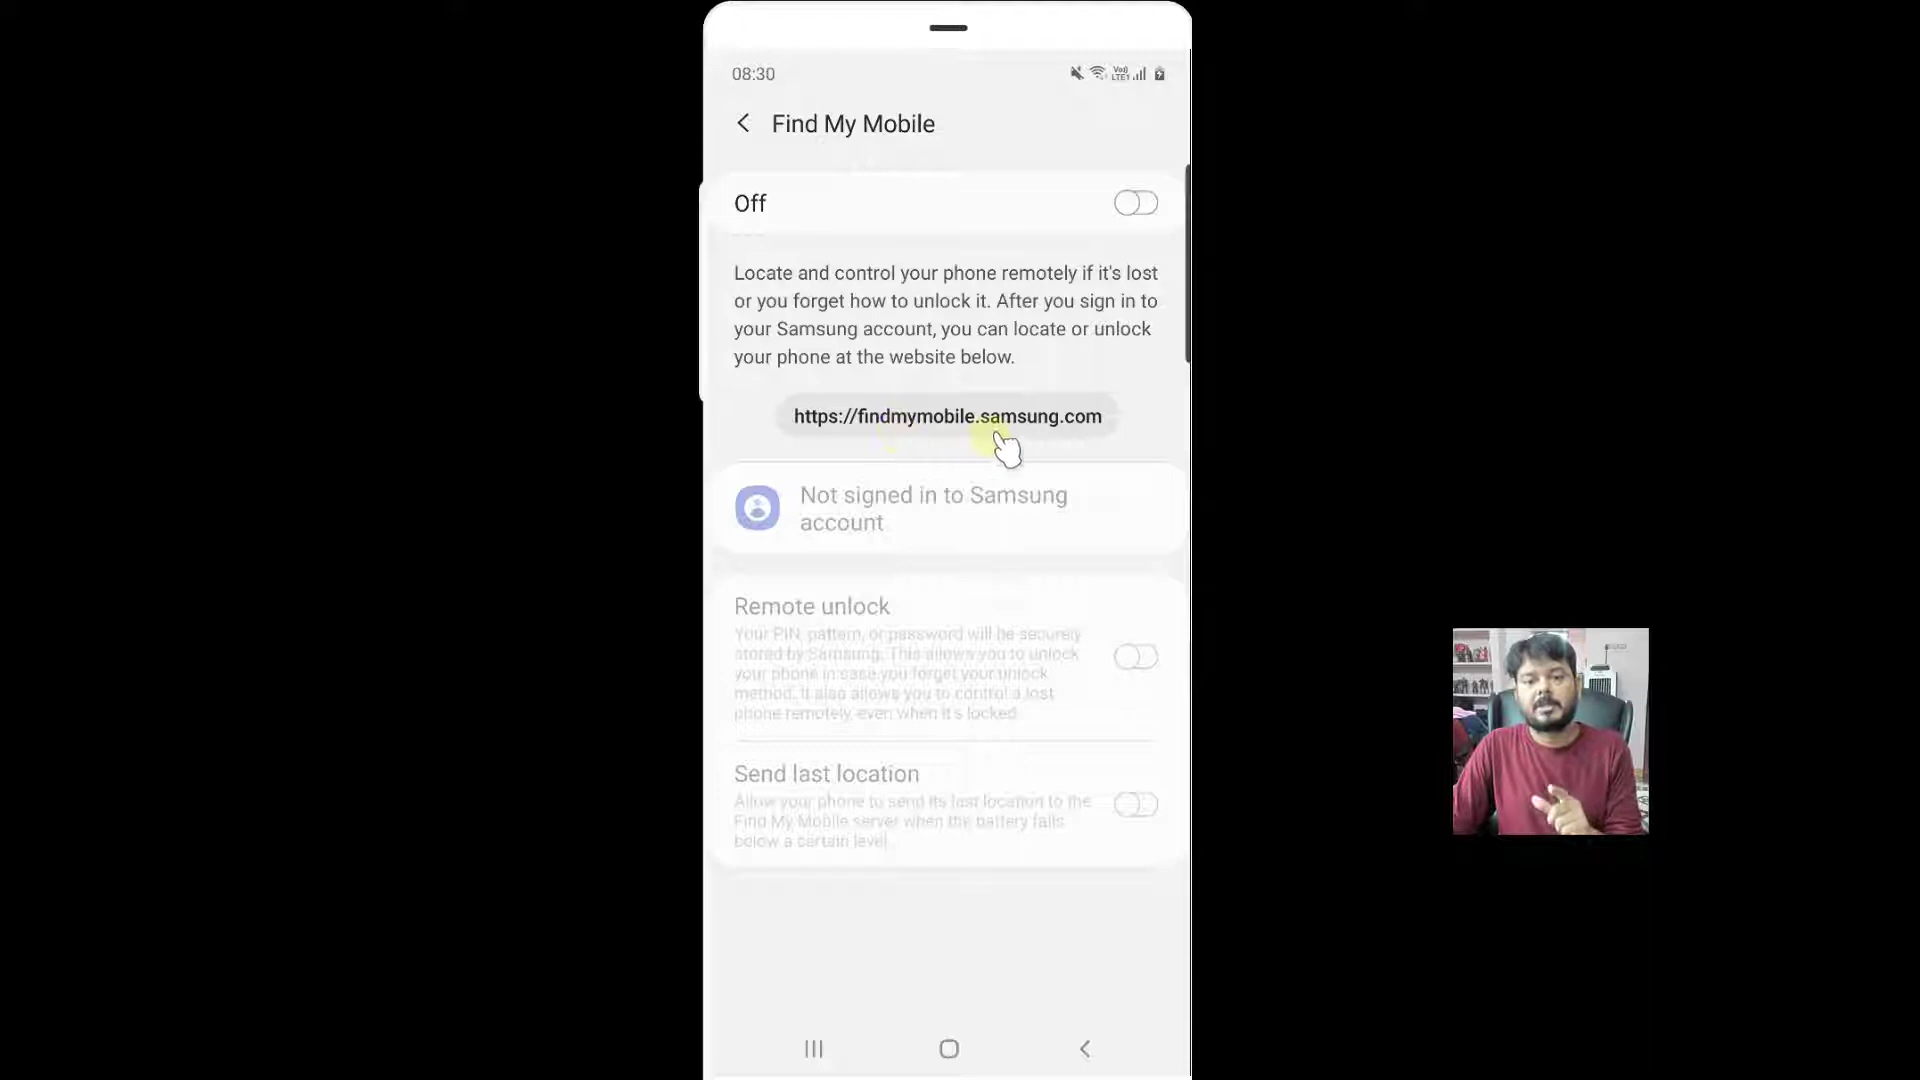 08:30
Vo)) LTE1
Find My Mobile
Off
Locate and control your phone remotely if it's lost
or you forget how to unlock it. After you sign in to
your Samsung account, you can locate or unlock
your phone at the website below.
https://findmymobile.samsung.com
Not signed in to Samsung
account
Remote unlock
Your PIN, pattern, or password will be securely
stored by Samsung. This allows you to unlock
your phone in case you forget your unlock
method. It also allows you to control a lost
phone remotely even when it's locked.
Send last location
Allow your phone to send its last location to the
Find My Mobile server when the battery falls
below a certain level.